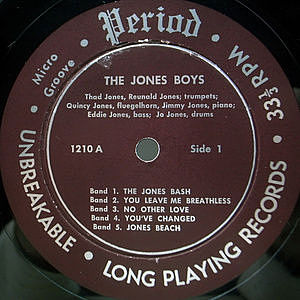 Period
Micro Groove
33⅓ RPM
THE JONES BOYS
Thad Jones, Reunald Jones; trumpets;
Quincy Jones, fluegelhorn, Jimmy Jones, piano;
Eddie Jones, bass; Jo Jones, drums
1210 A
Side 1
Band 1. THE JONES BASH
Band 2. YOU LEAVE ME BREATHLESS
Band 3. NO OTHER LOVE
Band 4. YOU'VE CHANGED
Band 5. JONES BEACH
UNBREAKABLE • LONG PLAYING RECORDS